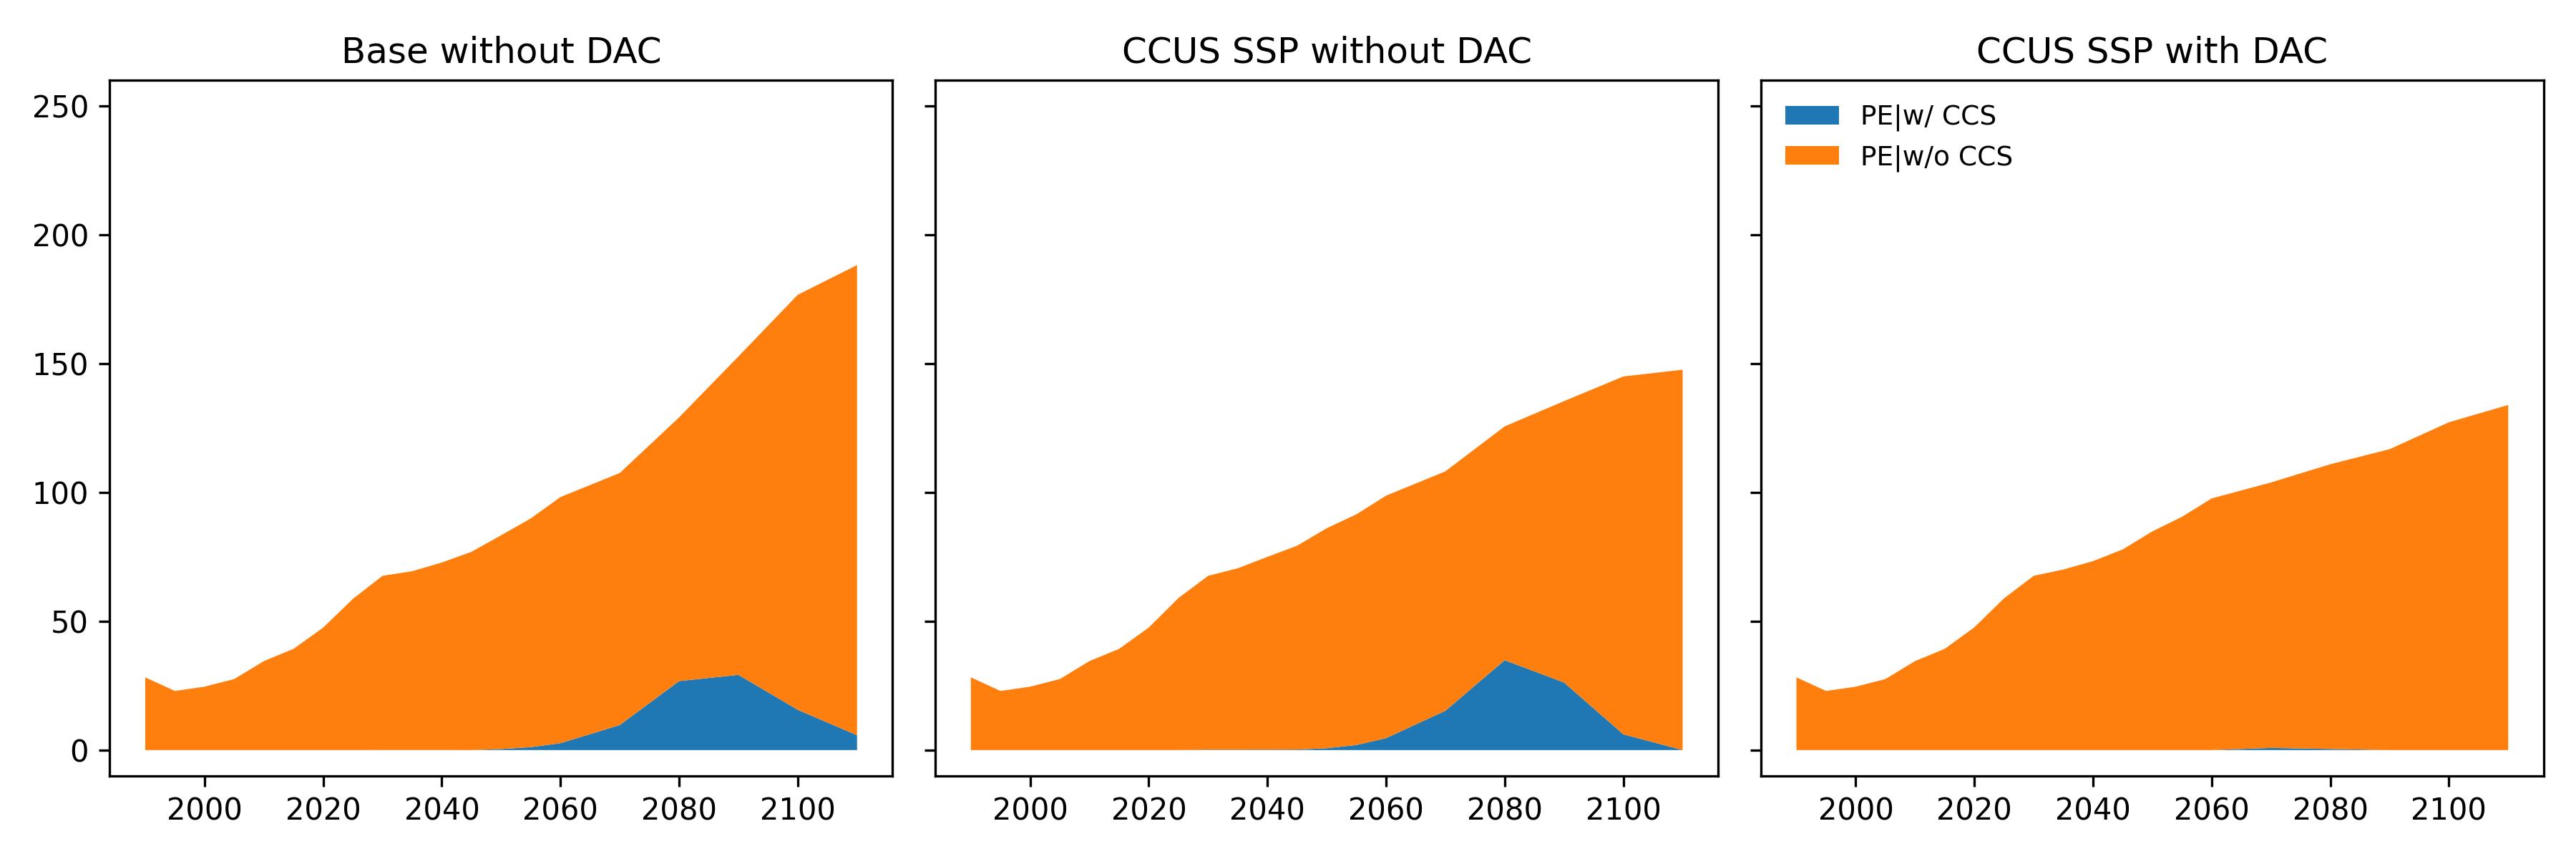 Base without DAC
CCUS SSP without DAC
CCUS SSP with DAC
250
200
150
100
50
0
PE|w/ CCS
PE|w/o CCS
2000 2020 2040 2060 2080 2100
2000 2020 2040 2060 2080 2100
2000 2020 2040 2060 2080 2100